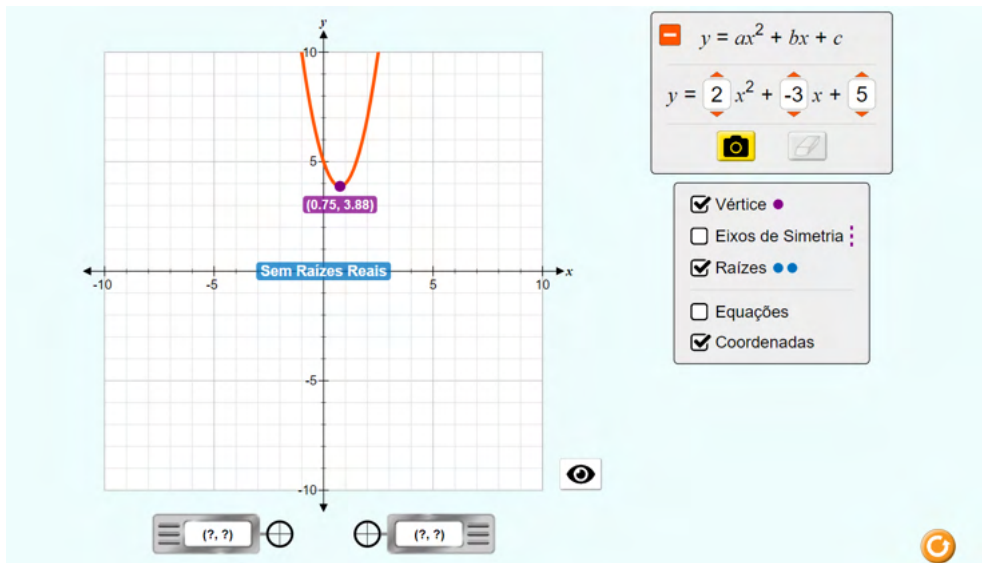 y
10
5
(0.75, 3.88)
Sem Raízes Reais
x
-10
-5
5
10
-5
-10
(?, ?)
(?, ?)
y = ax² + bx + c
y = 2 x² + -3 x + 5
Vértice
Eixos de Simetria
Raízes
Equações
Coordenadas